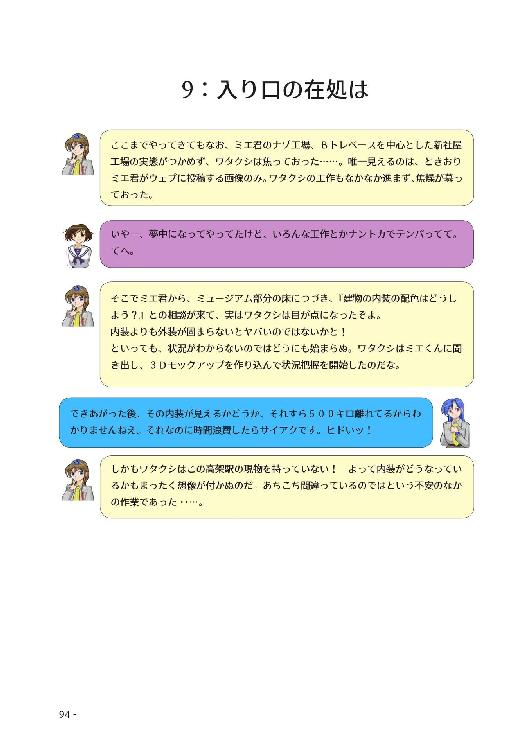 9：入り口の在処は
ここまでやってきてもなお、ミエ君のナゾ工場、Bトレベースを中心とした新社屋
工場の実態がつかめず、ワタクシは焦っておった……。唯一見えるのは、ときおり
ミエ君がウェブに投稿する画像のみ。ワタクシの工作もなかなか進まず、焦燥が募っ
ておった。
いやー、夢中になってやってたけど、いろんな工作とかナントカでテンパってて。
てへ。
そこでミエ君から、ミュージアム部分の床につづき、『建物の内装の配色はどうし
よう？』との相談が来て、実はワタクシは目が点になったぞよ。
内装よりも外装が固まらないとヤバいのではないかと！
といっても、状況がわからないのではどうにも始まらぬ。ワタクシはミエくんに聞
き出し、３Ｄモックアップを作り込んで状況把握を開始したのだな。
できあがった後、その内装が見えるかどうか、それすら５００キロ離れてるからわ
かりませんねえ、それなのに時間浪費したらサイアクです。ヒドいッ！
しかもワタクシはこの高架駅の現物を持っていない！　よって内装がどうなってい
るかもまったく想像が付かぬのだ　あちこち間違っているのではという不安のなか
の作業であった……。
94 -